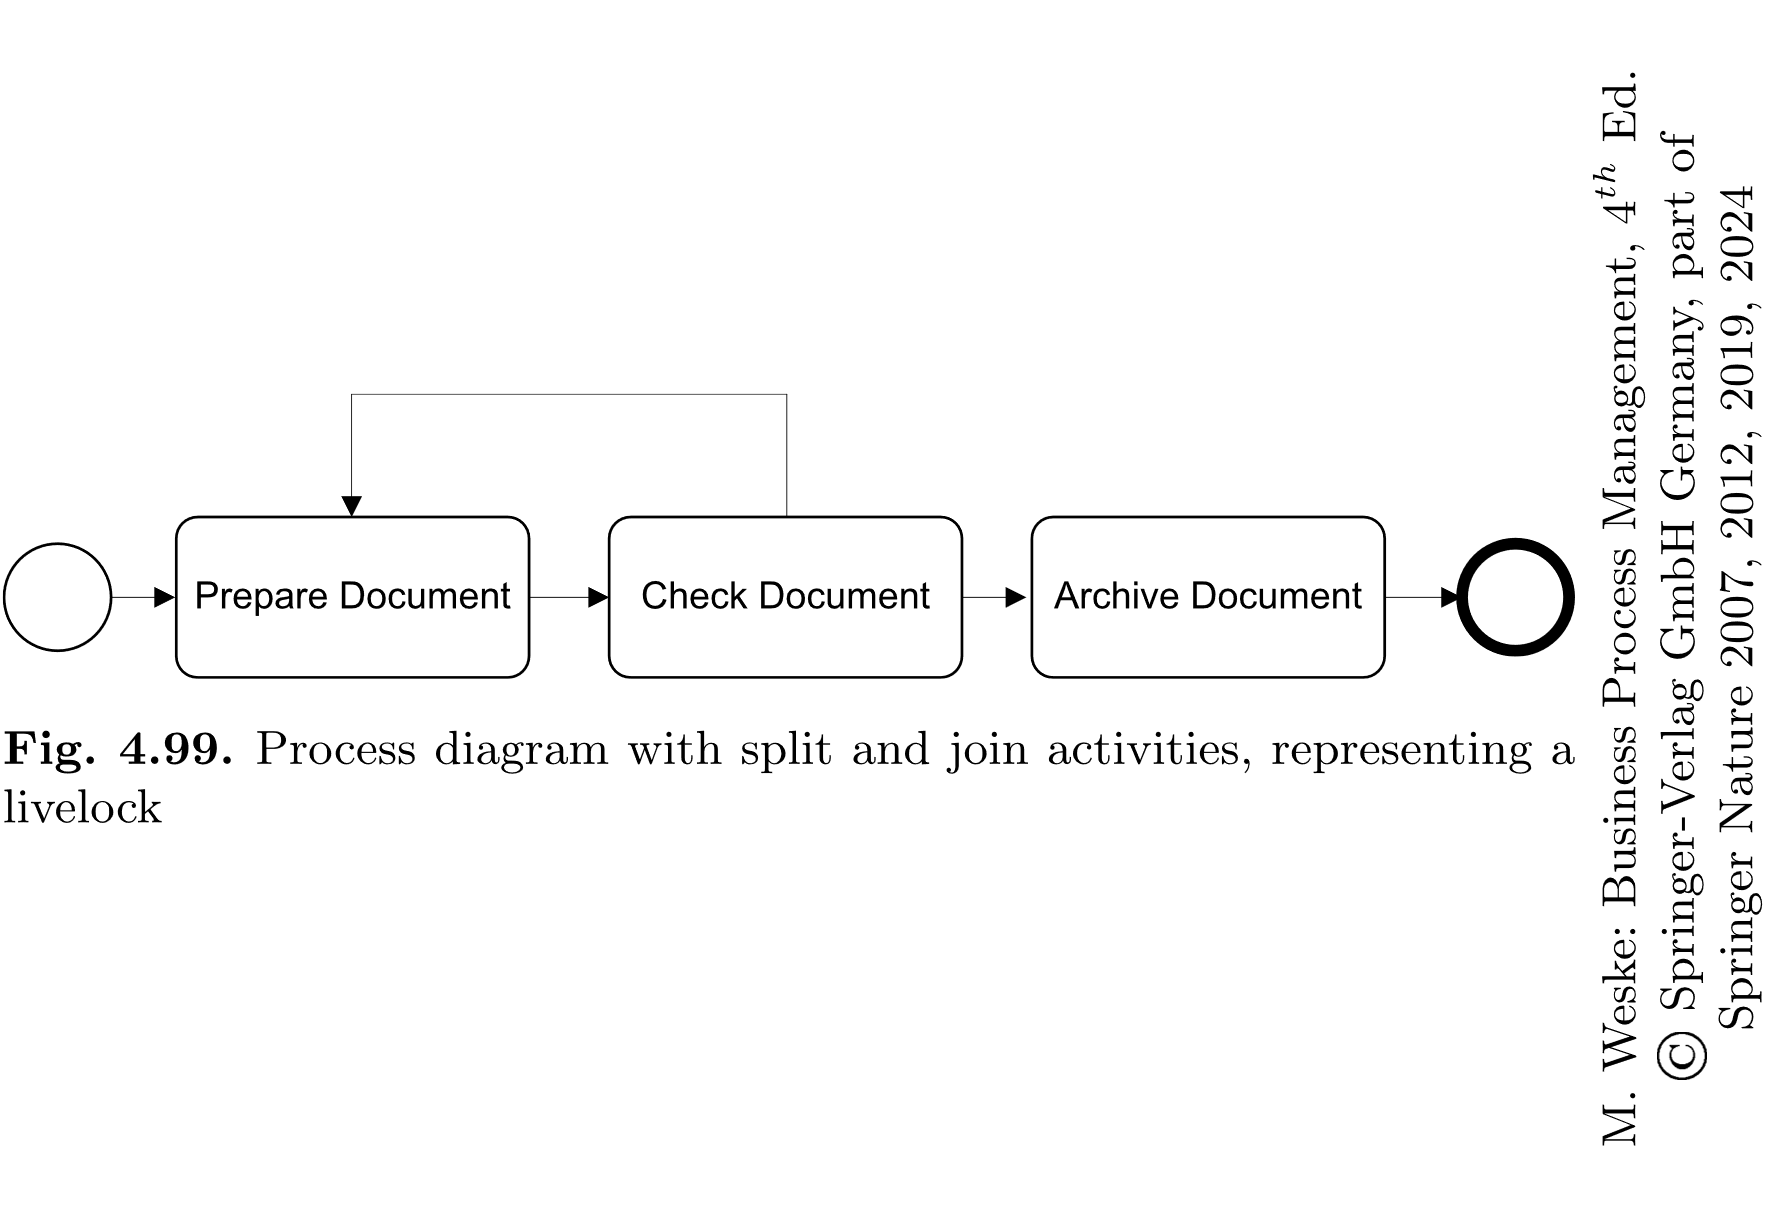 Prepare Document
Check Document
Archive Document
Fig. 4.99. Process diagram with split and join activities, representing a
livelock
M. Weske: Business Process Management, 4th Ed.
© Springer-Verlag GmbH Germany, part of
Springer Nature 2007, 2012, 2019, 2024